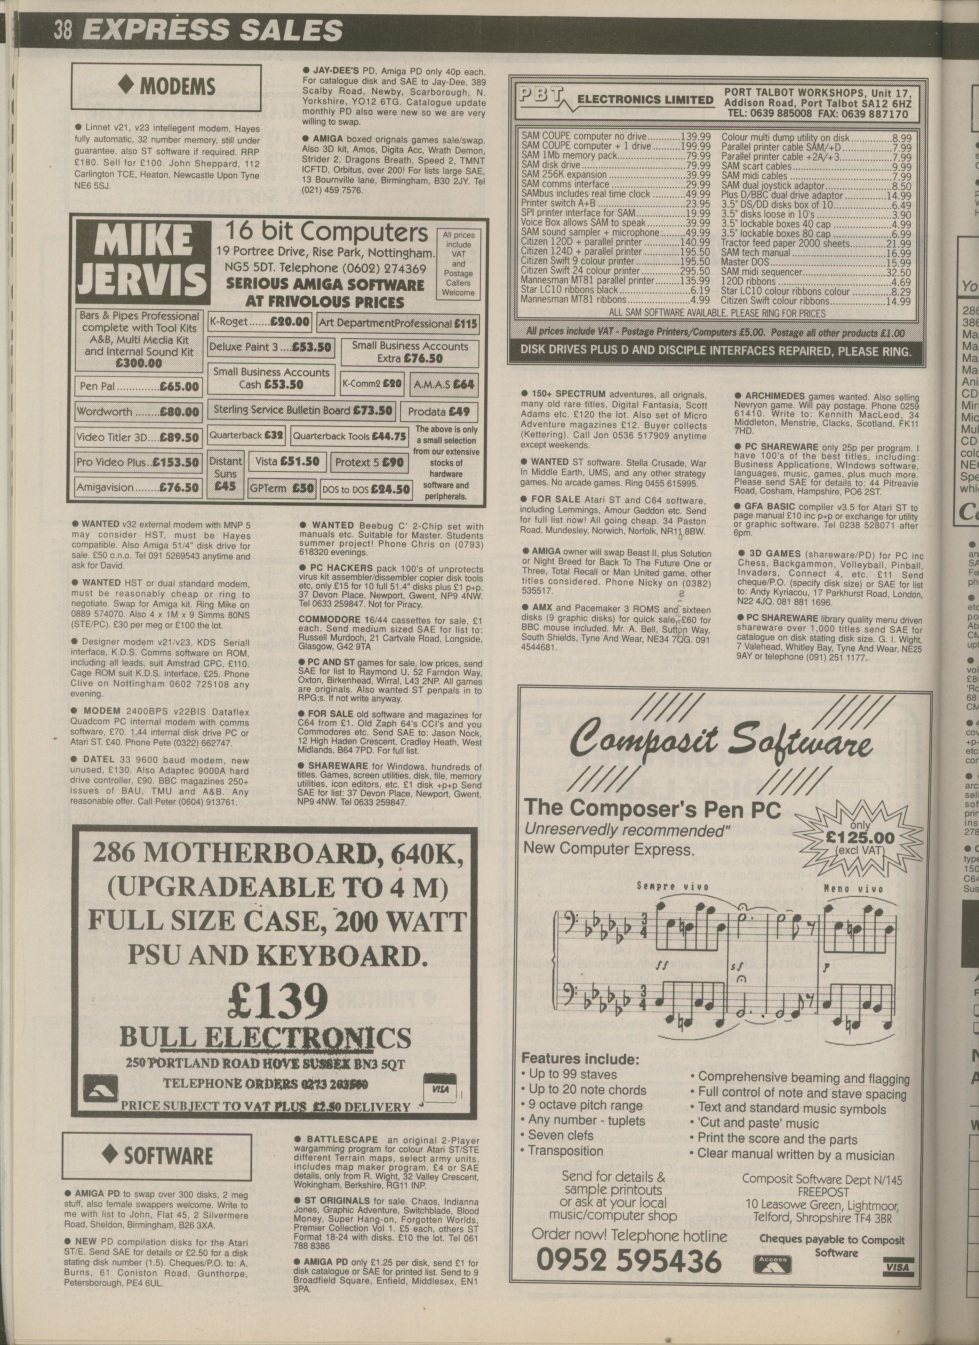 38 EXPRESS SALES
◆ MODEMS
● Linnet v21, v23 intellegent modem, Hayes
fully automatic, 32 number memory, still under
guarantee, also ST software if required. RRP
£180. Sell for £100. John Sheppard, 112
Cartington TCE, Heaton, Newcastle Upon Tyne
NE6 5SJ.
● JAY-DEE'S PD, Amiga PD only 40p each.
For catalogue disk and SAE to Jay-Dee, 389
Scalby Road, Newby, Scarborough, N.
Yorkshire, YO12 6TG. Catalogue update
monthly PD also were new so we are very
willing to swap.
● AMIGA boxed orignals games sale/swap.
Also 3D kit, Amos, Digita Acc, Wrath Demon,
Strider 2, Dragons Breath, Speed 2, TMNT
ICFTD, Orbitus, over 200! For lists large SAE,
13 Bournville lane, Birmingham, B30 2JY. Tel
(021) 459 7576.
MIKE
JERVIS
16 bit Computers
19 Portree Drive, Rise Park, Nottingham.
NG5 5DT. Telephone (0602) 274369
SERIOUS AMIGA SOFTWARE
AT FRIVOLOUS PRICES
All prices
include
VAT
and
Postage
Callers
Welcome
Bars & Pipes Professional
complete with Tool Kits
A&B, Multi Media Kit
and Internal Sound Kit
£300.00
K-Roget.......£20.00
Art DepartmentProfessional £115
Deluxe Paint 3 ....£53.50
Small Business Accounts
Extra £76.50
Small Business Accounts
Cash £53.50
K-Comm2 £20
A.M.A.S £64
Pen Pal.............£65.00
Wordworth........£80.00
Sterling Service Bulletin Board £73.50
Prodata £49
Video Titler 3D....£89.50
Quarterback £32
Quarterback Tools £44.75
The above is only
a small selection
from our extensive
stocks of
hardware
software and
peripherals.
Pro Video Plus..£153.50
Distant
Suns
£45
Vista £51.50
Protext 5 £90
Amigavision........£76.50
GPTerm £50
DOS to DOS £24.50
● WANTED v32 external modem with MNP 5
may consider HST, must be Hayes
compatible. Also Amiga 51/4" disk drive for
sale. £50 o.n.o. Tel 091 5269543 anytime and
ask for David.
● WANTED HST or dual standard modem,
must be reasonably cheap or ring to
negotiate. Swap for Amiga kit. Ring Mike on
0889 574070. Also 4 x 1M x 9 Simms 80NS
(STE/PC). £30 per meg or £100 the lot.
● Designer modem v21/v23, KDS Seriall
interface, K.D.S. Comms software on ROM,
including all leads, suit Amstrad CPC, £110.
Cage ROM suit K.D.S. interface, £25. Phone
Clive on Nottingham 0602 725108 any
evening.
● MODEM 2400BPS v22BIS Dataflex
Quadcom PC internal modem with comms
software, £70. 1.44 internal disk drive PC or
Atari ST. £40. Phone Pete (0322) 662747.
● DATEL 33 9600 baud modem, new
unused, £130. Also Adaptec 9000A hard
drive controller, £90. BBC magazines 250+
issues of BAU, TMU and A&B. Any
reasonable offer. Call Peter (0604) 913761.
● WANTED Beebug C' 2-Chip set with
manuals etc. Suitable for Master. Students
summer project! Phone Chris on (0793)
618320 evenings.
● PC HACKERS pack 100's of unprotects
virus kit assembler/dissembler copier disk tools
etc, only £15 for 10 full 51.4" disks plus £1 p+p.
37 Devon Place, Newport, Gwent, NP9 4NW.
Tel 0633 259847. Not for Piracy.
COMMODORE 16/44 cassettes for sale, £1
each. Send medium sized SAE for list to:
Russell Murdoch, 21 Cartvale Road, Longside,
Glasgow, G42 9TA
● PC AND ST games for sale, low prices, send
SAE for list to Raymond U, 52 Farndon Way,
Oxton, Birkenhead, Wirral, L43 2NP. All games
are originals. Also wanted ST penpals in to
RPG;s. If not write anyway.
● FOR SALE old software and magazines for
C64 from £1. Old Zaph 64's CCI's and you
Commodores etc. Send SAE to: Jason Nock,
12 High Haden Crescent, Cradley Heath, West
Midlands, B64 7PD. For full list.
● SHAREWARE for Windows, hundreds of
titles. Games, screen utilities, disk, file, memory
utilities, icon editors, etc. £1 disk +p+p Send
SAE for list: 37 Devon Place, Newport, Gwent,
NP9 4NW. Tel 0633 259847.
286 MOTHERBOARD, 640K,
(UPGRADEABLE TO 4 M)
FULL SIZE CASE, 200 WATT
PSU AND KEYBOARD.
£139
BULL ELECTRONICS
250 PORTLAND ROAD HOVE SUSSEX BN3 5QT
TELEPHONE ORDERS 0273 203500
PRICE SUBJECT TO VAT PLUS £2.50 DELIVERY
VISA
◆ SOFTWARE
● AMIGA PD to swap over 300 disks, 2 meg
stuff, also female swappers welcome. Write to
me with list to John, Flat 45, 2 Silvermere
Road, Sheldon, Birmingham, B26 3XA.
● NEW PD compilation disks for the Atari
ST/E. Send SAE for details or £2.50 for a disk
stating disk number (1.5). Cheques/P.O. to: A.
Burns, 61 Coniston Road, Gunthorpe,
Petersborough, PE4 6UL.
● BATTLESCAPE an original 2-Player
wargamming program for colour Atari ST/STE
different Terrain maps, select army units,
includes map maker program. £4 or SAE
details, only from R. Wight, 32 Valley Crescent,
Wokingham, Berkshire, RG11 INP.
● ST ORIGINALS for sale. Chaos, Indianna
Jones, Graphic Adventure, Switchblade, Blood
Money, Super Hang-on, Forgotten Worlds,
Premier Collection Vol 1. £5 each, others ST
Format 18-24 with disks. £10 the lot. Tel 061
788 8386
● AMIGA PD only £1.25 per disk, send £1 for
disk catalogue or SAE for printed list. Send to 9
Broadfield Square, Enfield, Middlesex, EN1
3PA.
PBT ELECTRONICS LIMITED
PORT TALBOT WORKSHOPS, Unit 17,
Addison Road, Port Talbot SA12 6HZ
TEL: 0639 885008 FAX: 0639 887170
SAM COUPE computer no drive..........139.99
SAM COUPE computer + 1 drive.........199.99
SAM 1Mb memory pack..........79.99
SAM disk drive..........79.99
SAM 256K expansion..........39.99
SAM comms interface..........29.99
SAMbus includes real time clock..........49.99
Printer switch A+B..........23.95
SPI printer interface for SAM..........19.99
Voice Box allows SAM to speak..........39.99
SAM sound sampler + microphone..........49.99
Citizen 120D + parallel printer..........140.99
Citizen 124D + parallel printer..........195.50
Citizen Swift 9 colour printer..........195.50
Citizen Swift 24 colour printer..........295.50
Mannesman MT81 parallel printer..........135.99
Star LC10 ribbons black..........6.19
Mannesman MT81 ribbons..........4.99
Colour multi dump utility on disk..........8.99
Parallel printer cable SAM/+D..........7.99
Parallel printer cable +2A/+3..........7.99
SAM scart cables..........9.99
SAM midi cables..........7.99
SAM dual joystick adaptor..........8.50
Plus D/BBC dual drive adaptor..........14.99
3.5" DS/DD disks box of 10..........6.49
3.5" disks loose in 10's..........3.90
3.5" lockable boxes 40 cap..........4.99
3.5" lockable boxes 80 cap..........6.99
Tractor feed paper 2000 sheets..........21.99
SAM tech manual..........16.99
Master DOS..........15.99
SAM midi sequencer..........32.50
120D ribbons..........4.69
Star LC10 colour ribbons colour..........8.29
Citizen Swift colour ribbons..........14.99
ALL SAM SOFTWARE AVAILABLE. PLEASE RING FOR PRICES
All prices include VAT - Postage Printers/Computers £5.00. Postage all other products £1.00
DISK DRIVES PLUS D AND DISCIPLE INTERFACES REPAIRED, PLEASE RING.
● 150+ SPECTRUM adventures, all orignals,
many old rare titles, Digital Fantasia, Scott
Adams etc. £120 the lot. Also set of Micro
Adventure magazines £12. Buyer collects
(Kettering). Call Jon 0536 517909 anytime
except weekends.
● WANTED ST software. Stella Crusade, War
in Middle Earth, UMS, and any other strategy
games. No arcade games. Ring 0455 615995.
● FOR SALE Atari ST and C64 software,
including Lemmings, Amour Geddon etc. Send
for full list now! All going cheap. 34 Paston
Road, Mundesley, Norwich, Norfolk, NR11 8BW.
● AMIGA owner will swap Beast II, plus Solution
or Night Breed for Back To The Future One or
Three, Total Recall or Man United game, other
titles considered. Phone Nicky on (0382)
535517.
● AMX and Pacemaker 3 ROMS and sixteen
disks (9 graphic disks) for quick sale, £60 for
BBC mouse included. Mr. A. Bell, Sutton Way,
South Shields, Tyne And Wear, NE34 7QG. 091
4544681.
● ARCHIMEDES games wanted. Also selling
Nevryon game. Will pay postage. Phone 0259
61410. Write to: Kennith MacLeod, 34
Middleton, Menstrie, Clacks, Scotland, FK11
7HD.
● PC SHAREWARE only 25p per program. I
have 100's of the best titles, including:
Business Applications, WIndows software,
languages, music, games, plus much more.
Please send SAE for details to: 44 Pitreavie
Road, Cosham, Hampshire, PO6 2ST.
● GFA BASIC compiler v3.5 for Atari ST to
page manual £10 inc p+p or exchange for utility
or graphic software. Tel 0238 528071 after
6pm.
● 3D GAMES (shareware/PD) for PC inc
Chess, Backgammon, Volleyball, Pinball,
Invaders, Connect 4, etc. £11 Send
cheque/P.O. (specify disk size) or SAE for list
to: Andy Kyriacou, 17 Parkhurst Road, London,
N22 4JQ. 081 881 1696.
● PC SHAREWARE library quality menu driven
shareware over 1,000 titles send SAE for
catalogue on disk stating disk size. G. I. Wight,
7 Valehead, Whitley Bay, Tyne And Wear, NE25
9AY or telephone (091) 251 1177.
Composit Software
The Composer's Pen PC
Unreservedly recommended"
New Computer Express.
only
£125.00
(excl VAT)
Sempre vivo
Meno vivo
Features include:
• Up to 99 staves
• Up to 20 note chords
• 9 octave pitch range
• Any number - tuplets
• Seven clefs
• Transposition
• Comprehensive beaming and flagging
• Full control of note and stave spacing
• Text and standard music symbols
• 'Cut and paste' music
• Print the score and the parts
• Clear manual written by a musician
Send for details &
sample printouts
or ask at your local
music/computer shop
Order now! Telephone hotline
0952 595436
Composit Software Dept N/145
FREEPOST
10 Leasowe Green, Lightmoor,
Telford, Shropshire TF4 3BR
Cheques payable to Composit
Software
Access
VISA